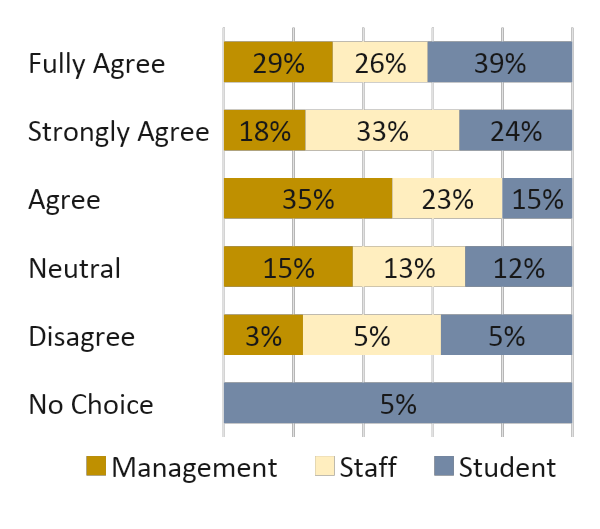 Fully Agree 29% 26% 39%
Strongly Agree 18% 33% 24%
Agree 35% 23% 15%
Neutral 15% 13% 12%
Disagree 3% 5% 5%
No Choice 5%
Management Staff Student